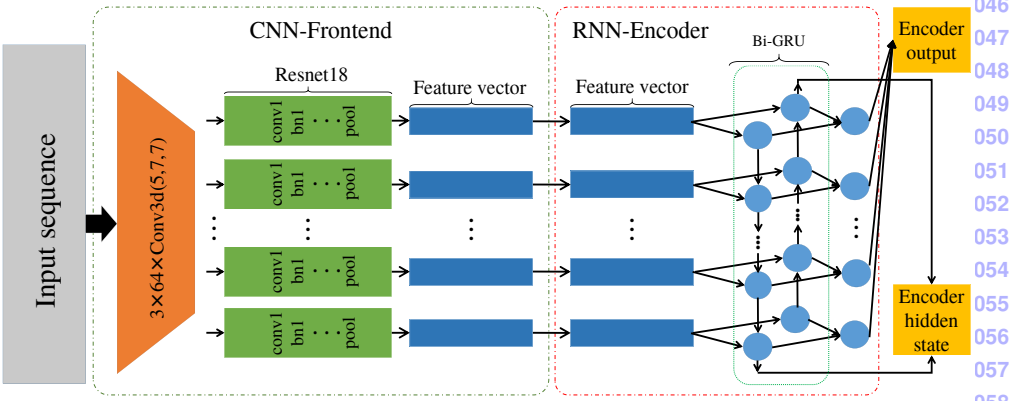 CNN-Frontend
RNN-Encoder
Bi-GRU
Encoder
output
Input sequence
3×64×Conv3d(5,7,7)
Resnet18
Feature vector
Feature vector
conv1
bn1
···
pool
conv1
bn1
···
pool
conv1
bn1
···
pool
conv1
bn1
···
pool
Encoder
hidden
state
046
047
048
049
050
051
052
053
054
055
056
057
058